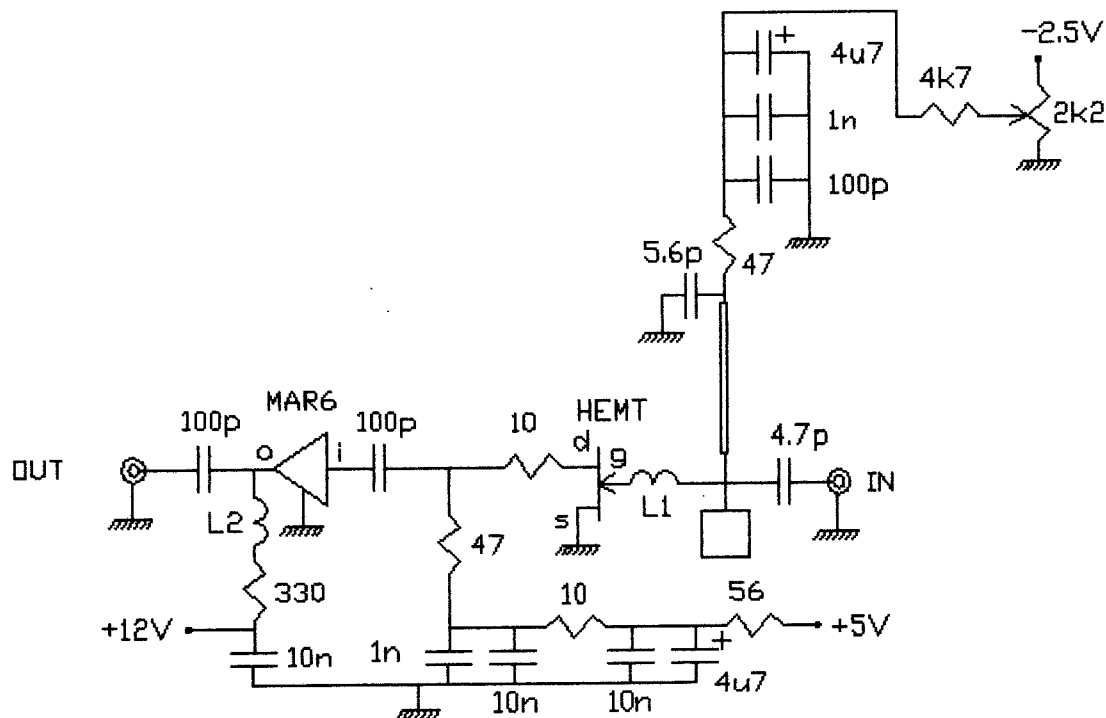 -2.5V
4u7
4k7
2k2
1n
100p
5.6p
47
MAR6
HEMT
100p
100p
10
d
4.7p
o
i
g
OUT
IN
L1
L2
s
47
330
10
56
+12V
+5V
10n
1n
10n
10n
4u7